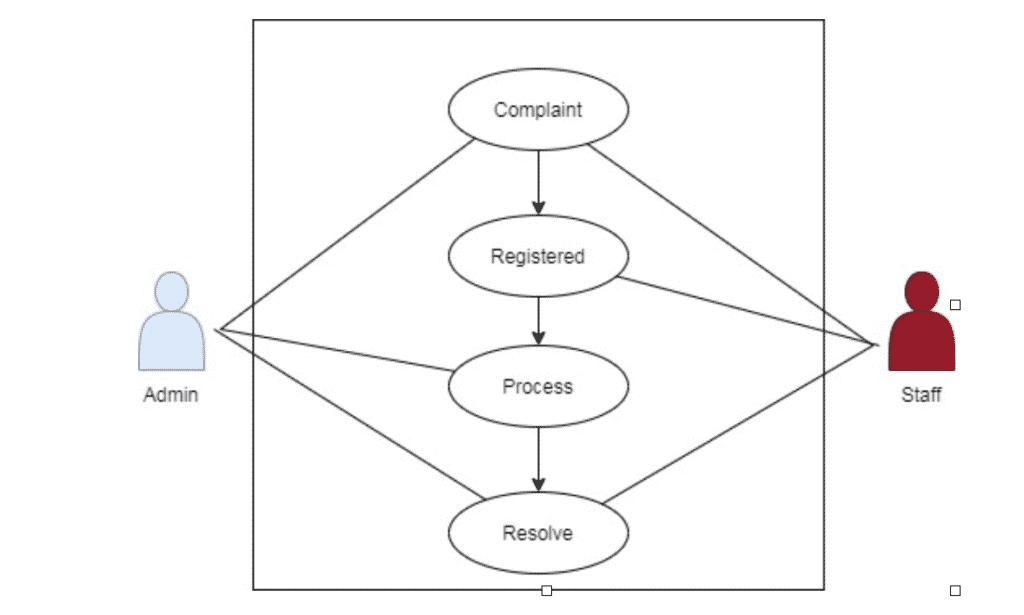 Complaint
Registered
Process
Resolve
Admin
Staff